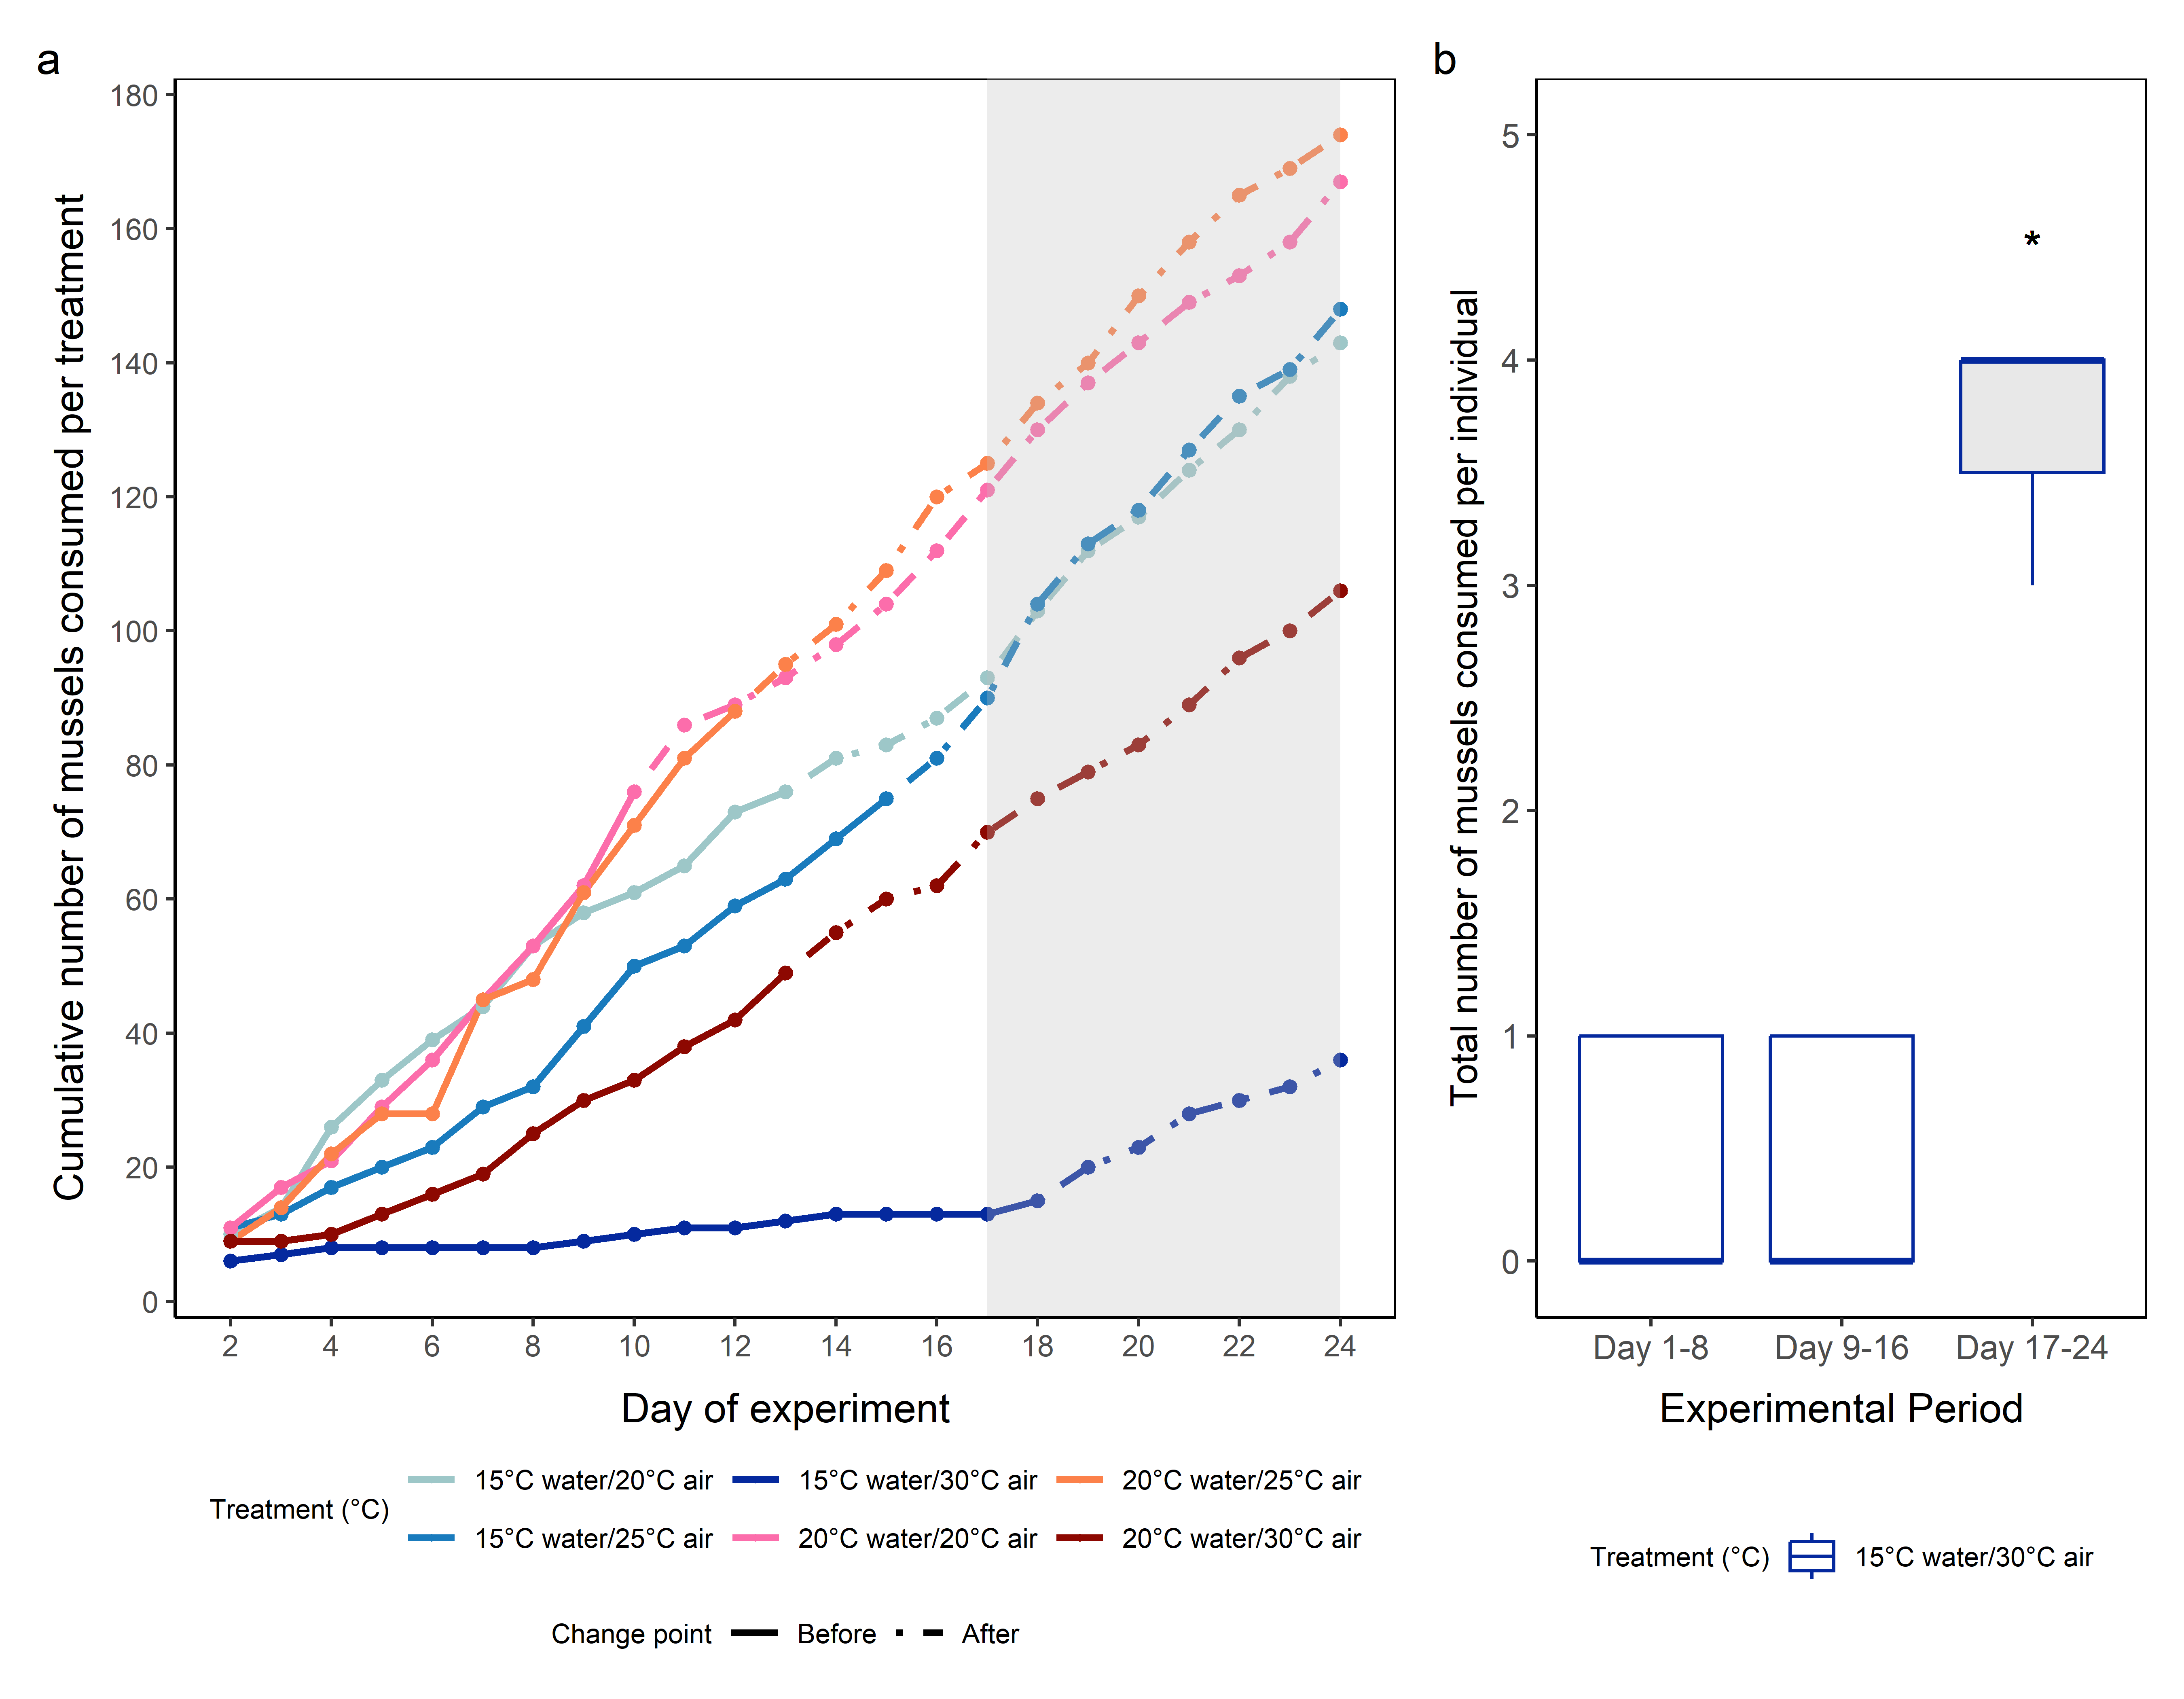 a
Cumulative number of mussels consumed per treatment
180
160
140
120
100
80
60
40
20
0
2 4 6 8 10 12 14 16 18 20 22 24
Day of experiment
Treatment (°C)
15°C water/20°C air 15°C water/30°C air 20°C water/25°C air
15°C water/25°C air 20°C water/20°C air 20°C water/30°C air
Change point Before After
b
Total number of mussels consumed per individual
5
4
3
2
1
0
*
Day 1-8 Day 9-16 Day 17-24
Experimental Period
Treatment (°C) 15°C water/30°C air